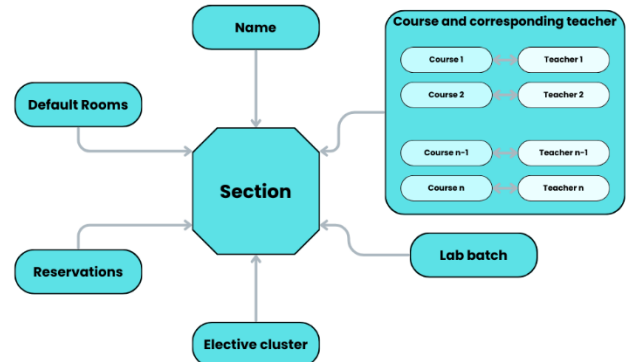 Name
Course and corresponding teacher
Course 1 Teacher 1
Course 2 Teacher 2
Course n-1 Teacher n-1
Course n Teacher n
Default Rooms
Section
Reservations
Lab batch
Elective cluster